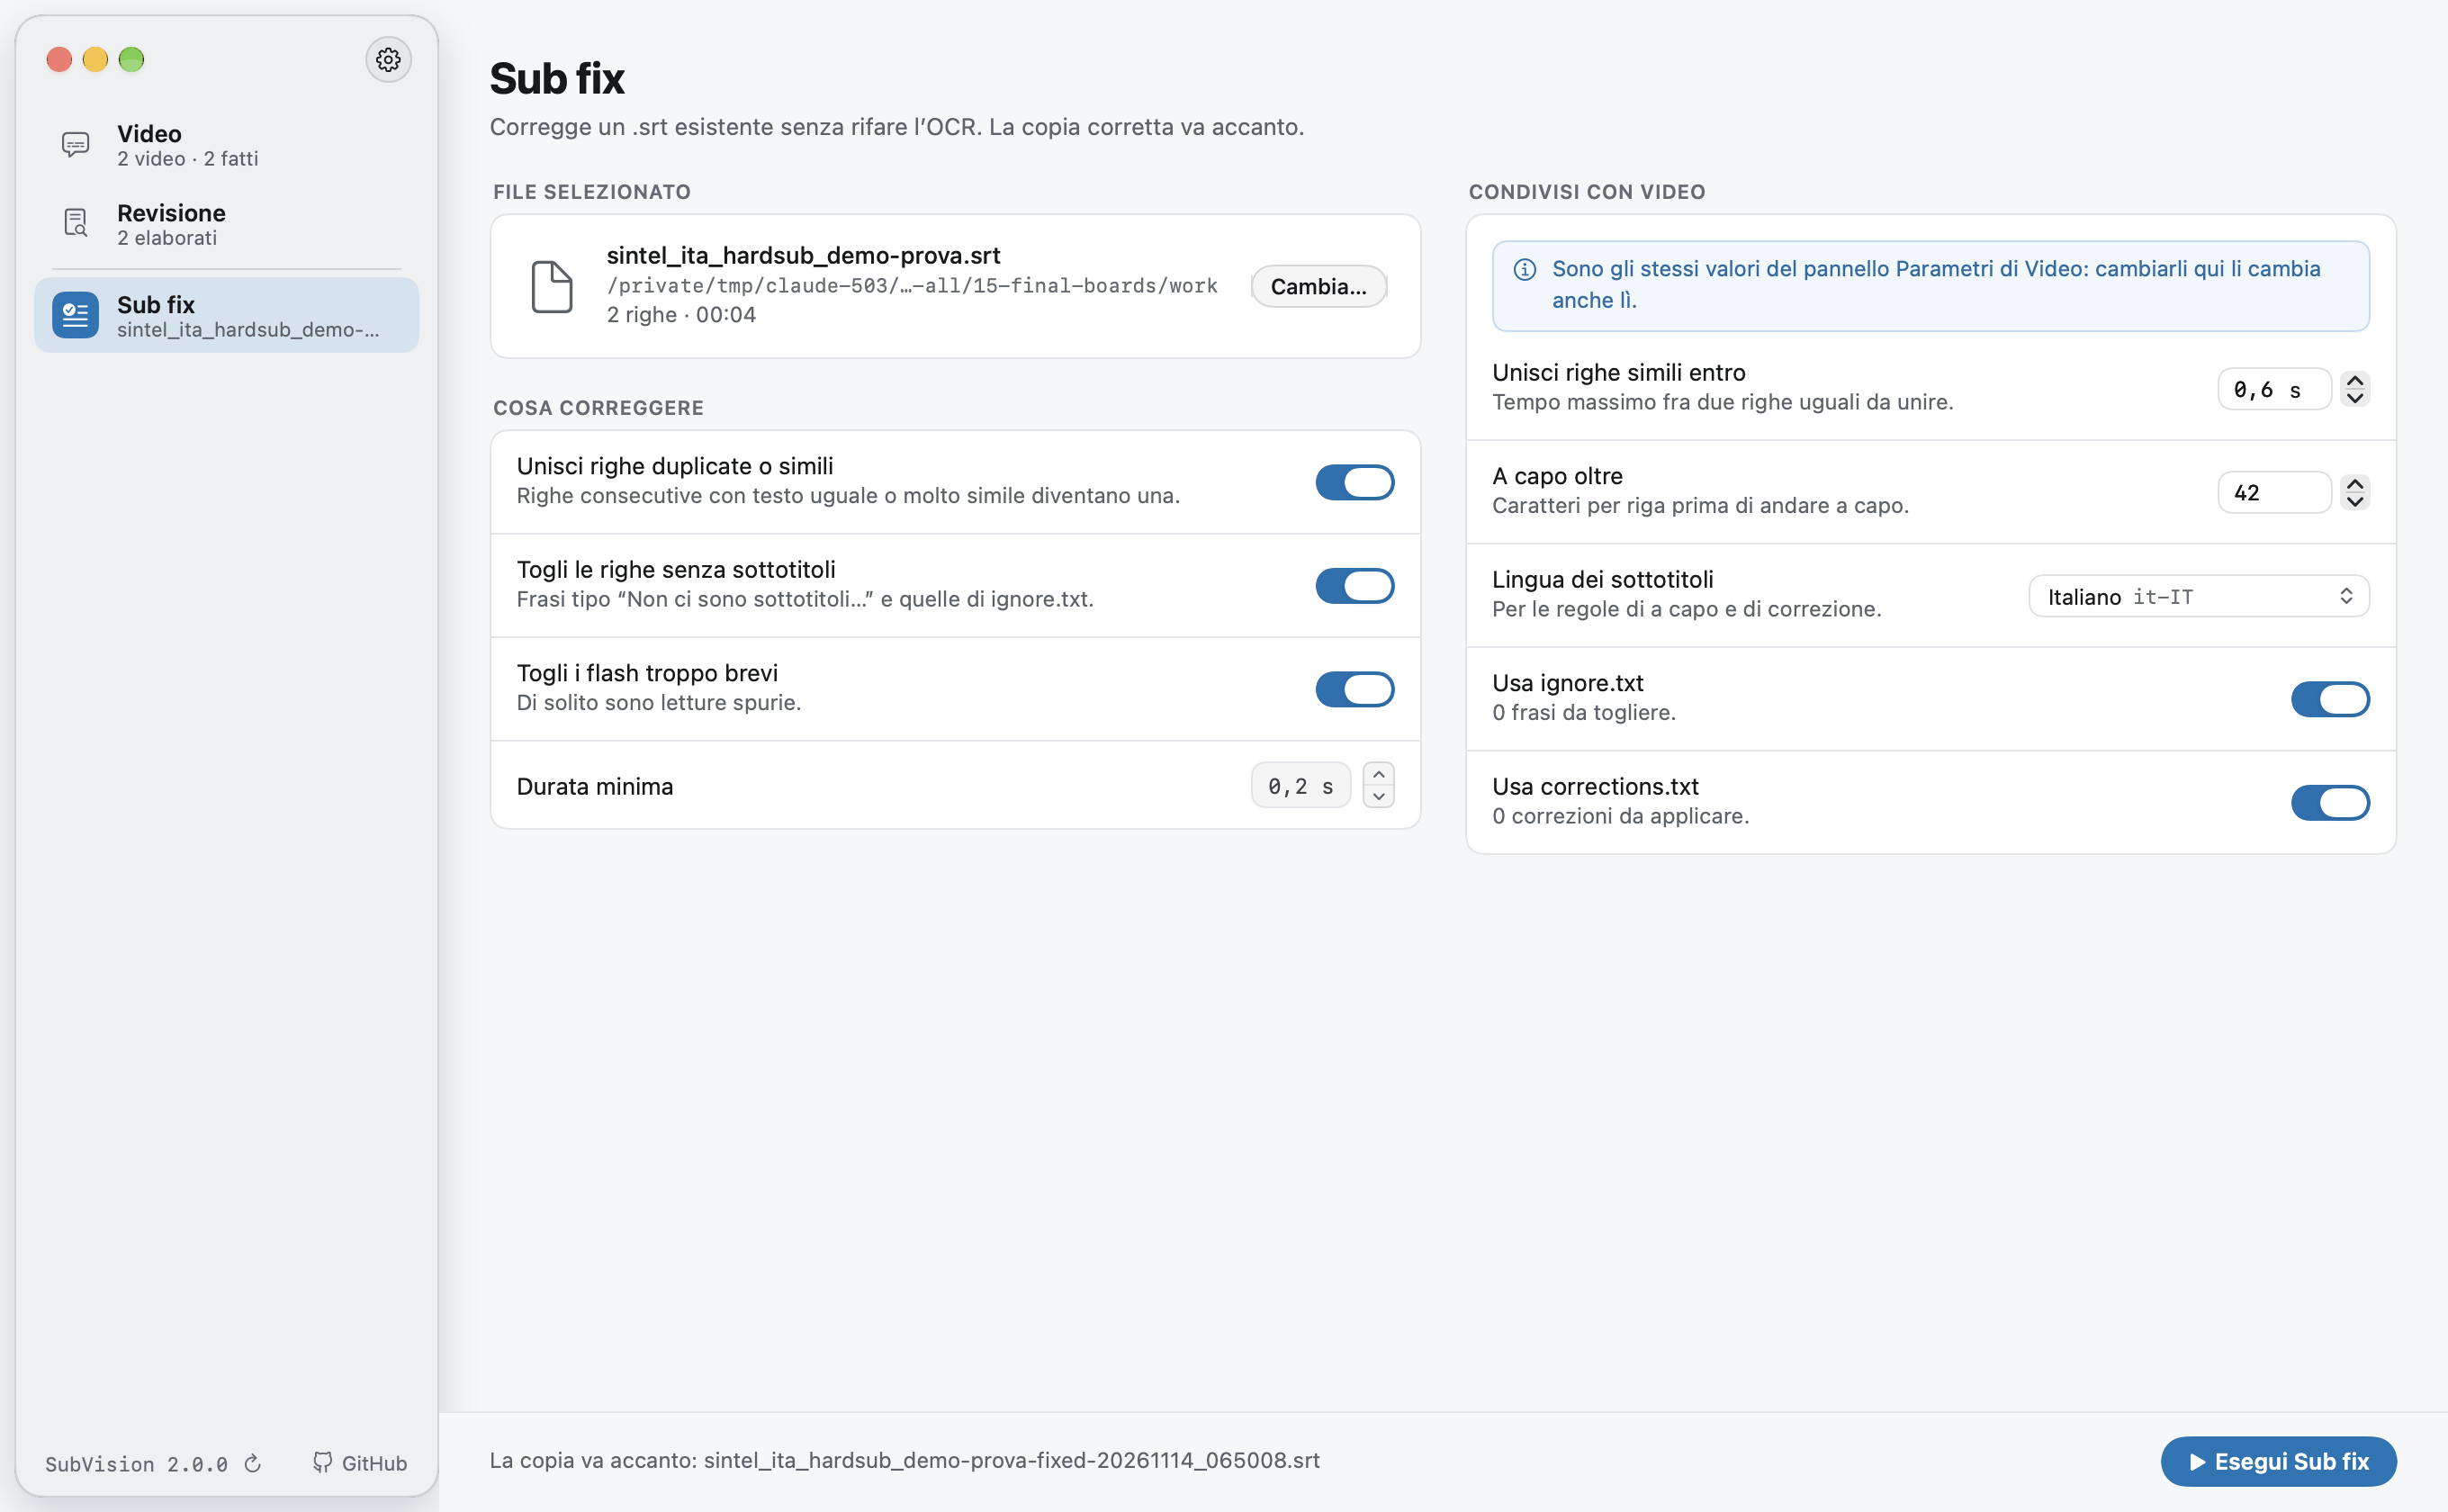 Video
2 video · 2 fatti
Revisione
2 elaborati
Sub fix
sintel_ita_hardsub_demo-...
SubVision 2.0.0
GitHub
Sub fix
Corregge un .srt esistente senza rifare l’OCR. La copia corretta va accanto.
FILE SELEZIONATO
sintel_ita_hardsub_demo-prova.srt
/private/tmp/claude-503/…-all/15-final-boards/work
2 righe · 00:04
Cambia...
COSA CORREGGERE
Unisci righe duplicate o simili
Righe consecutive con testo uguale o molto simile diventano una.
Togli le righe senza sottotitoli
Frasi tipo “Non ci sono sottotitoli...” e quelle di ignore.txt.
Togli i flash troppo brevi
Di solito sono letture spurie.
Durata minima
0,2 s
CONDIVISI CON VIDEO
Sono gli stessi valori del pannello Parametri di Video: cambiarli qui li cambia
anche lì.
Unisci righe simili entro
Tempo massimo fra due righe uguali da unire.
0,6 s
A capo oltre
Caratteri per riga prima di andare a capo.
42
Lingua dei sottotitoli
Per le regole di a capo e di correzione.
Italiano it-IT
Usa ignore.txt
0 frasi da togliere.
Usa corrections.txt
0 correzioni da applicare.
La copia va accanto: sintel_ita_hardsub_demo-prova-fixed-20261114_065008.srt
Esegui Sub fix